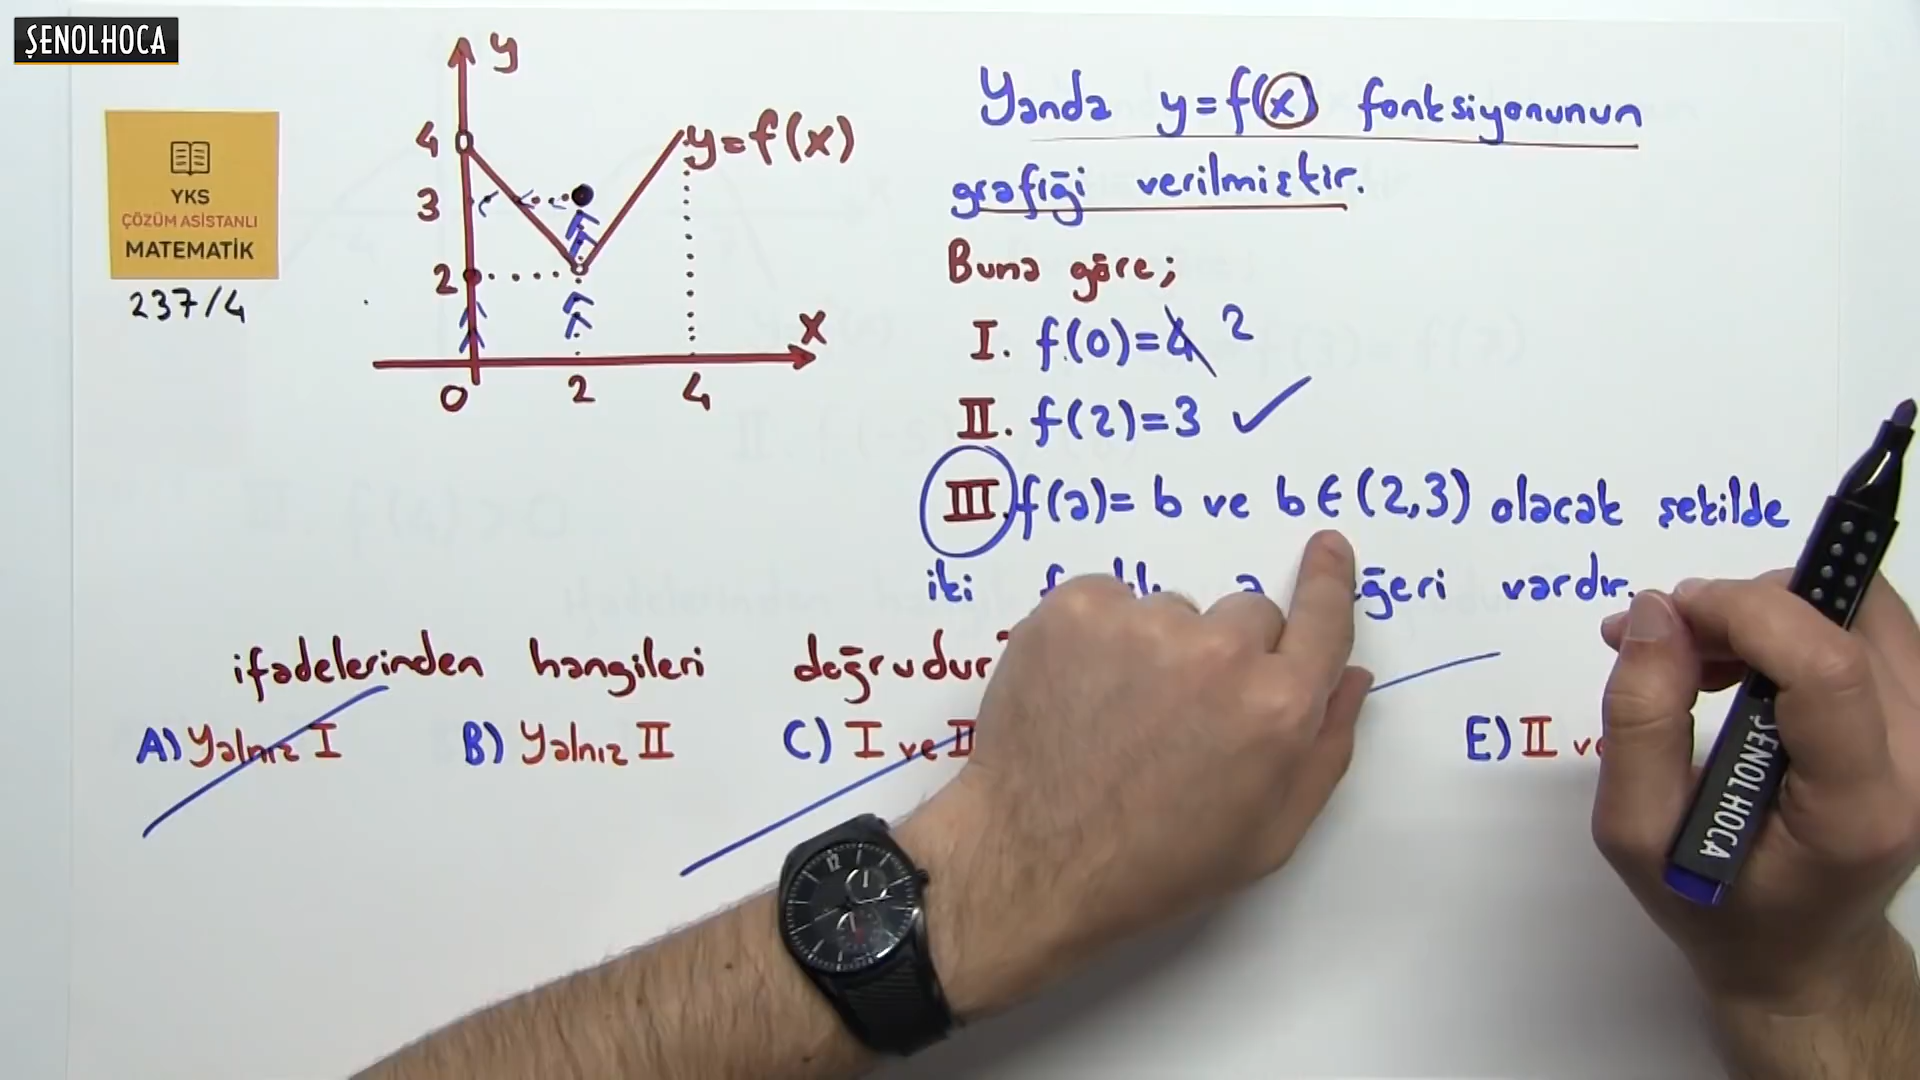 ŞENOLHOCA
YKS
ÇÖZÜM ASİSTANLI
MATEMATİK
237/4
y
4
3
2
0
2
4
x
y=f(x)
Yanda y=f(x) fonksiyonunun
grafiği verilmiştir.
Buna göre;
I. f(0)=4 2
II. f(2)=3 ✓
III. f(a)=b ve b∈(2,3) olacak şekilde
iki a değeri vardır.
ifadelerinden hangileri doğrudur?
A) Yalnız I
B) Yalnız II
C) I ve II
E) II ve
ŞENOL HOCA
12